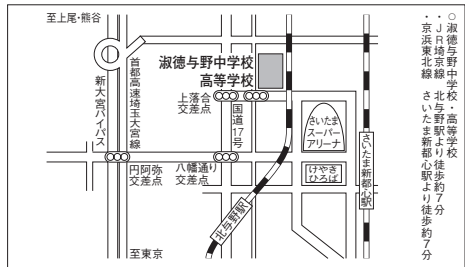 ○淑徳与野中学校・高等学校
・JR埼京線 北与野駅より徒歩約7分
・京浜東北線 さいたま新都心駅より徒歩約7分
至上尾・熊谷
淑徳与野中学校
高等学校
首都高速埼玉大宮線
新大宮バイパス
上落合
交差点
国道17号
さいたま
スーパー
アリーナ
さいたま新都心駅
けやき
ひろば
円阿弥
交差点
八幡通り
交差点
北与野駅
至東京